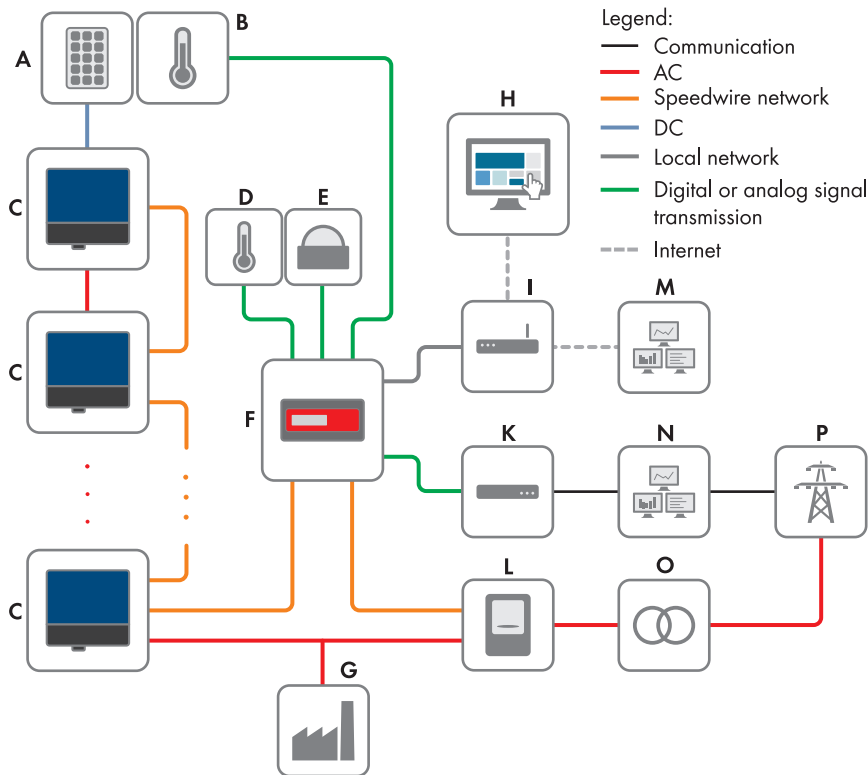 A
B
Legend:
Communication
AC
Speedwire network
DC
Local network
Digital or analog signal
transmission
Internet
H
C
D
E
I
M
C
F
K
N
P
C
L
O
G